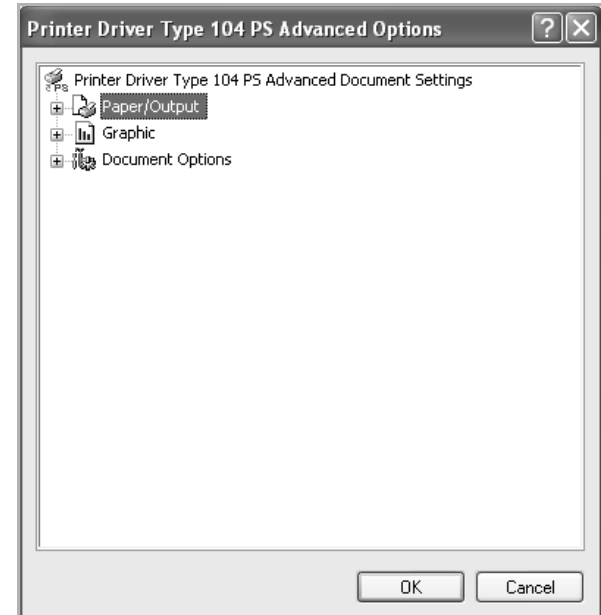 Printer Driver Type 104 PS Advanced Options
Printer Driver Type 104 PS Advanced Document Settings
Paper/Output
Graphic
Document Options
OK
Cancel